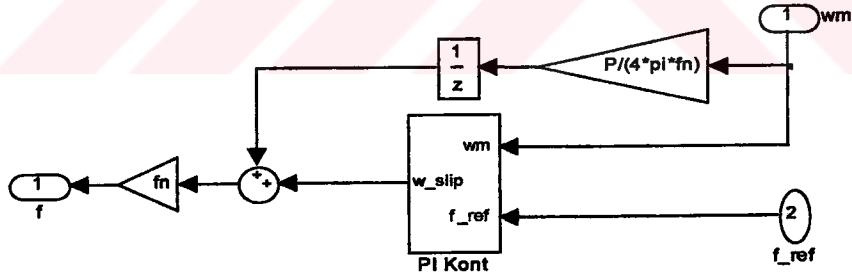 1
wm
1
z
P/(4*pi*fn)
wm
w_slip
f_ref
PI Kont
+
+
fn
1
f
2
f_ref